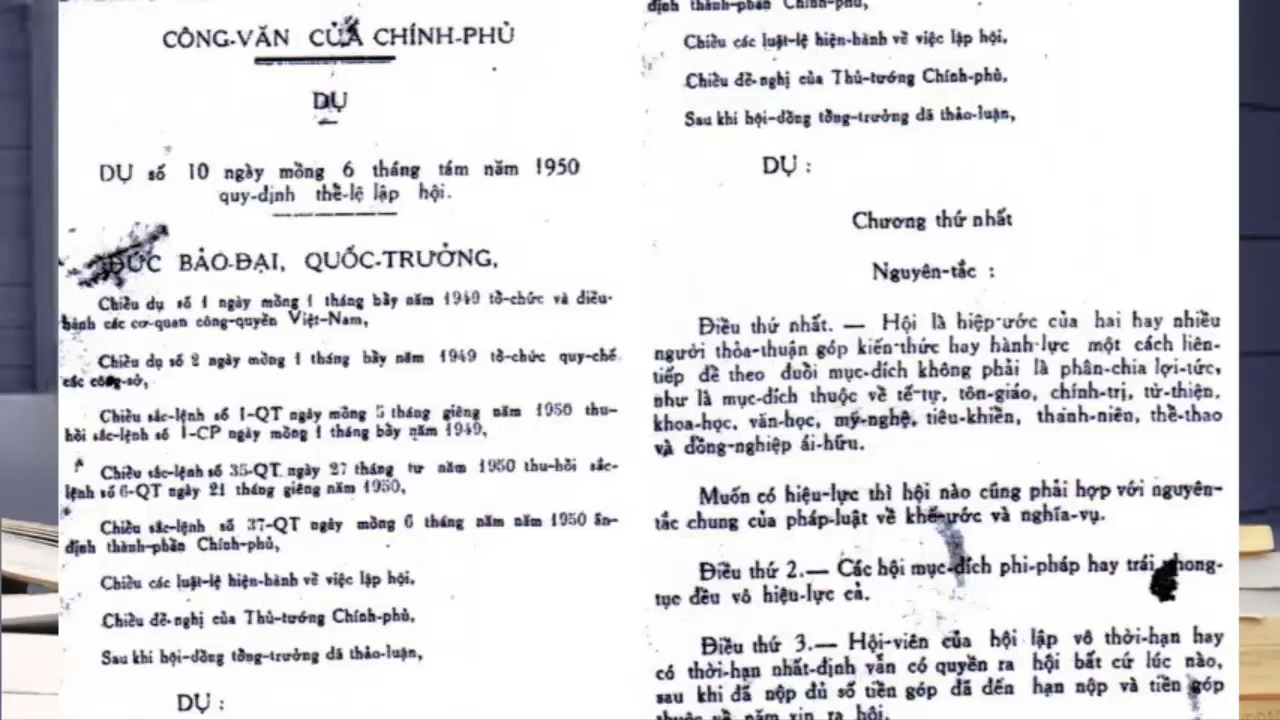 CÔNG-VĂN CỦA CHÍNH-PHỦ
DỤ
DỤ số 10 ngày mồng 6 tháng tám năm 1950
quy-định thể-lệ lập hội.
ĐỨC BẢO-ĐẠI, QUỐC-TRƯỞNG,
Chiếu dụ số 1 ngày mồng 1 tháng bảy năm 1949 tổ-chức và điều-
hành các cơ-quan công-quyền Việt-Nam,
Chiếu dụ số 2 ngày mồng 1 tháng bảy năm 1949 tổ-chức quy-chế
các công-sở,
Chiếu sắc-lệnh số 1-QT ngày mồng 5 tháng giêng năm 1950 thu-
hồi sắc-lệnh số 1-CP ngày mồng 1 tháng bảy năm 1949,
Chiếu sắc-lệnh số 35-QT ngày 27 tháng tư năm 1950 thu-hồi sắc-
lệnh số 6-QT ngày 21 tháng giêng năm 1950,
Chiếu sắc-lệnh số 37-QT ngày mồng 6 tháng năm năm 1950 ấn-
định thành-phần Chính-phủ,
Chiếu các luật-lệ hiện-hành về việc lập hội,
Chiếu đề-nghị của Thủ-tướng Chính-phủ,
Sau khi hội-đồng tổng-trưởng đã thảo-luận,
DỤ :
định thành-phần Chính-phủ,
Chiếu các luật-lệ hiện-hành về việc lập hội,
Chiếu đề-nghị của Thủ-tướng Chính-phủ,
Sau khi hội-đồng tổng-trưởng đã thảo-luận,
DỤ :
Chương thứ nhất
Nguyên-tắc :
Điều thứ nhất. — Hội là hiệp-ước của hai hay nhiều
người thỏa-thuận góp kiến-thức hay hành-lực một cách liên-
tiếp để theo đuổi mục-đích không phải là phân-chia lợi-tức,
như là mục-đích thuộc về tế-tự, tôn-giáo, chính-trị, từ-thiện,
khoa-học, văn-học, mỹ-nghệ, tiêu-khiển, thanh-niên, thể-thao
và đồng-nghiệp ái-hữu.
Muốn có hiệu-lực thì hội nào cũng phải hợp với nguyên-
tắc chung của pháp-luật về khế-ước và nghĩa-vụ.
Điều thứ 2.— Các hội mục-đích phi-pháp hay trái phong-
tục đều vô hiệu-lực cả.
Điều thứ 3.— Hội-viên của hội lập vô thời-hạn hay
có thời-hạn nhất-định vẫn có quyền ra hội bất cứ lúc nào,
sau khi đã nộp đủ số tiền góp đã đến hạn nộp và tiền góp
thuộc về năm xin ra hội.